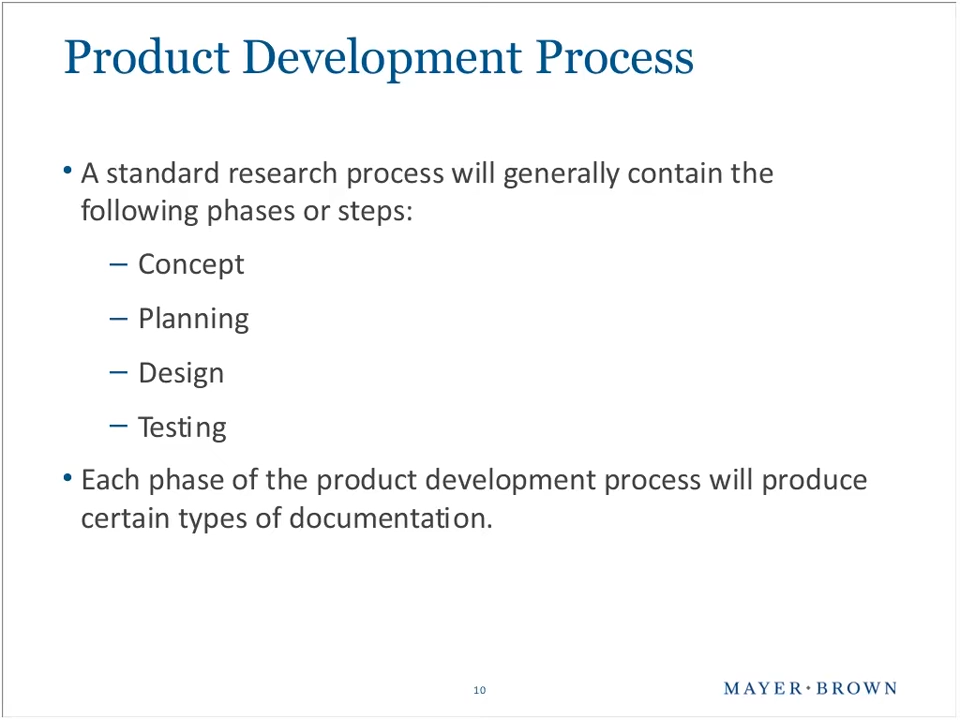 Product Development Process
• A standard research process will generally contain the
following phases or steps:
– Concept
– Planning
– Design
– Testing
• Each phase of the product development process will produce
certain types of documentation.
10
MAYER•BROWN